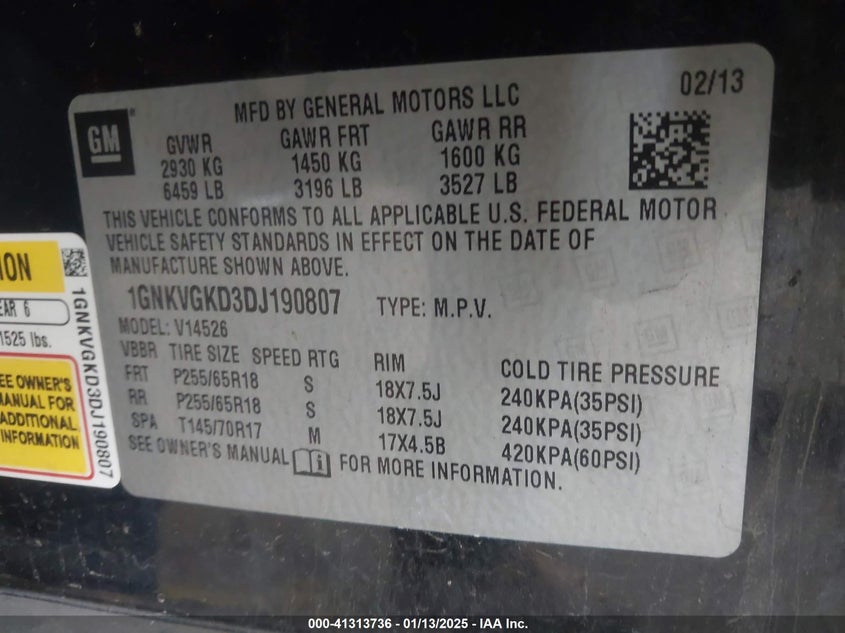 02/13
MFD BY GENERAL MOTORS LLC
GM
GVWR GAWR FRT GAWR RR
2930 KG 1450 KG 1600 KG
6459 LB 3196 LB 3527 LB
THIS VEHICLE CONFORMS TO ALL APPLICABLE U.S. FEDERAL MOTOR
VEHICLE SAFETY STANDARDS IN EFFECT ON THE DATE OF
MANUFACTURE SHOWN ABOVE.
1GNKVGKD3DJ190807 TYPE: M.P.V.
MODEL: V14526
VBBR TIRE SIZE SPEED RTG RIM COLD TIRE PRESSURE
FRT P255/65R18 S 18X7.5J 240KPA(35PSI)
RR P255/65R18 S 18X7.5J 240KPA(35PSI)
SPA T145/70R17 M 17X4.5B 420KPA(60PSI)
SEE OWNER'S MANUAL FOR MORE INFORMATION.
6
1525 lbs.
OWNER'S
MANUAL FOR
ADDITIONAL
INFORMATION
1GNKVGKD3DJ190807
000-41313736 - 01/13/2025 - IAA Inc.